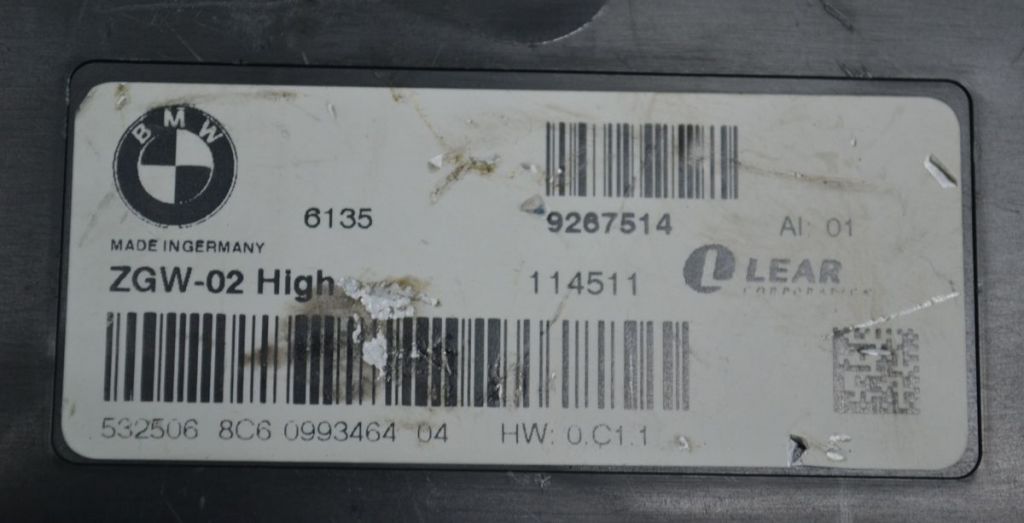 BMW
6135 9267514 AI: 01
MADE IN GERMANY
ZGW-02 High 114511 LEAR
CORPORATION
532506 8C6 0993464 04 HW: 0.C1.1